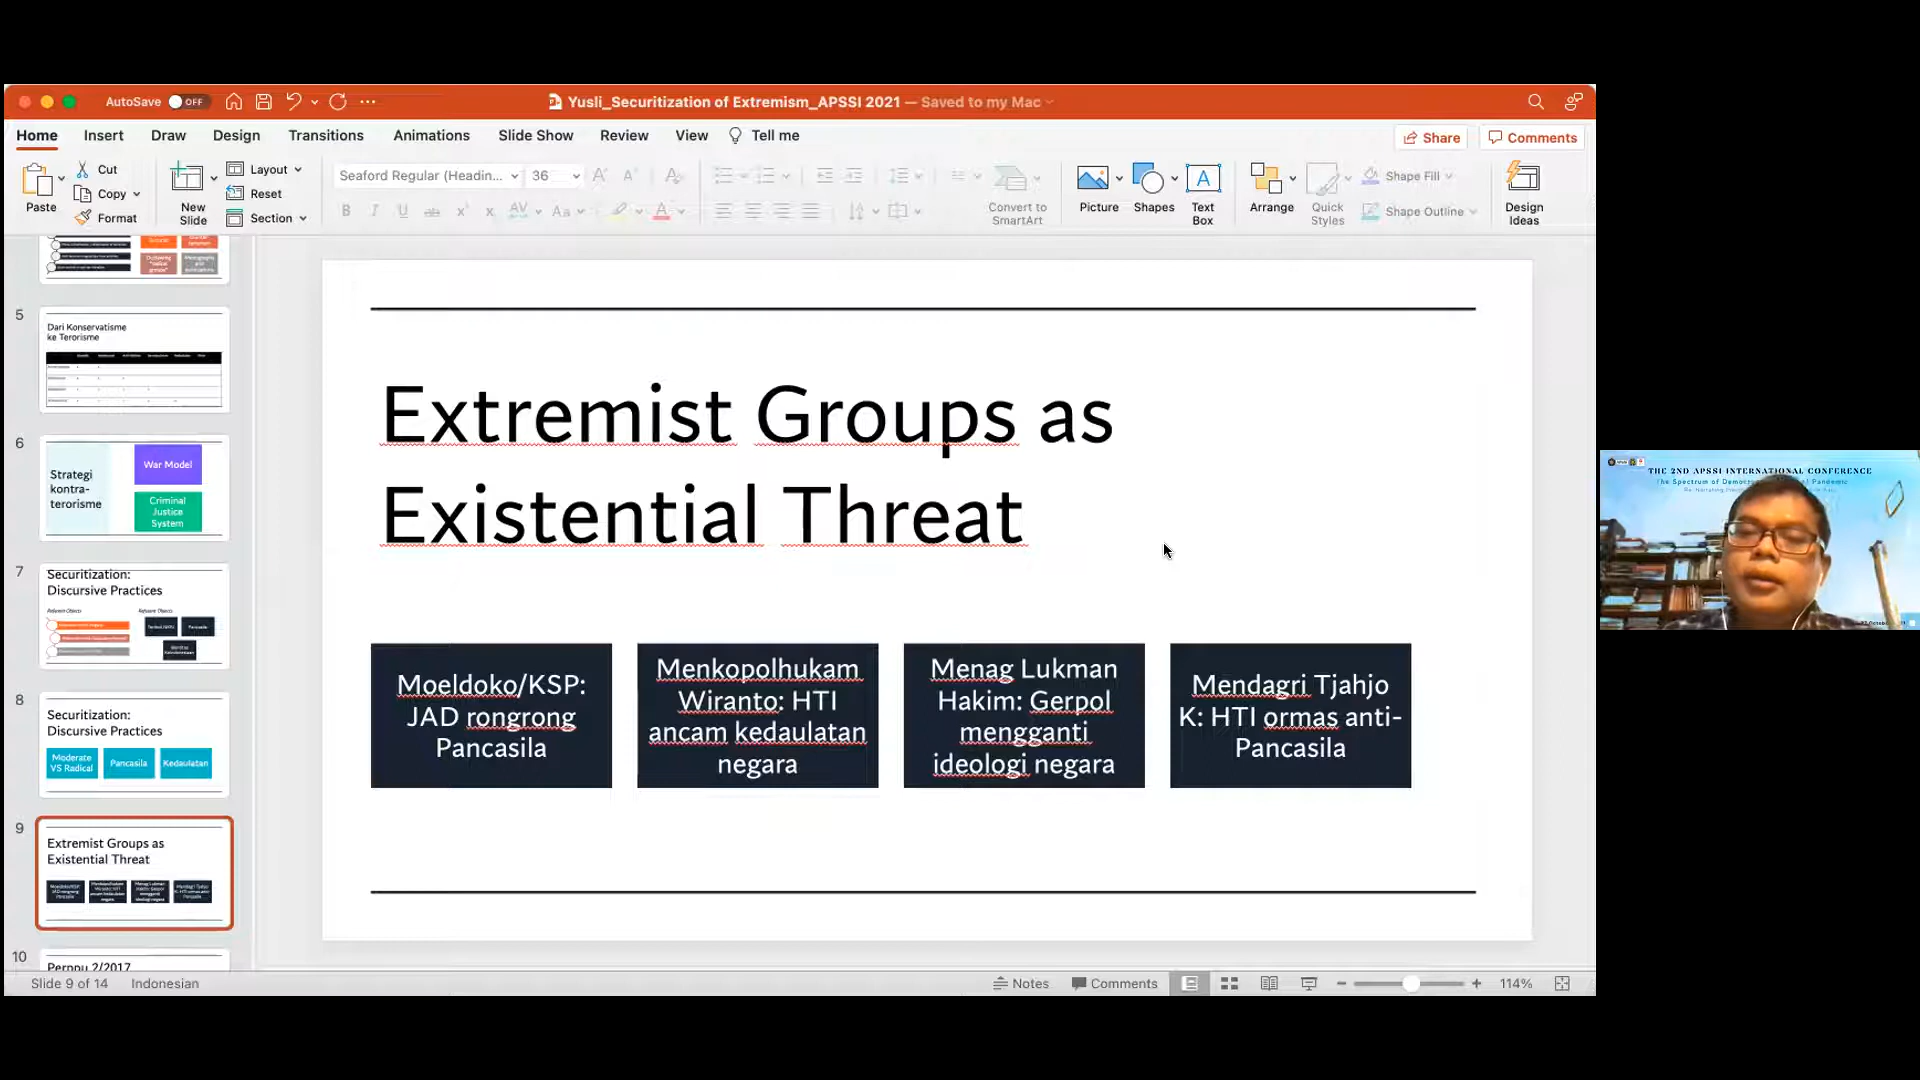 AutoSave OFF
Yusli_Securitization of Extremism_APSSI 2021 — Saved to my Mac
Home Insert Draw Design Transitions Animations Slide Show Review View Tell me
Share Comments
Paste
Cut
Copy
Format
New
Slide
Layout
Reset
Section
Seaford Regular (Headin... 36
Convert to
SmartArt
Picture
Shapes
Text
Box
Arrange
Quick
Styles
Shape Fill
Shape Outline
Design
Ideas
5
Dari Konservatisme
ke Terorisme
6
Strategi
kontra-
terorisme
War Model
Criminal
Justice
System
7
Securitization:
Discursive Practices
8
Securitization:
Discursive Practices
Moderate
VS Radical
Pancasila
Kedaulatan
9
Extremist Groups as
Existential Threat
10
Perppu 2/2017
Extremist Groups as
Existential Threat
Moeldoko/KSP:
JAD rongrong
Pancasila
Menkopolhukam
Wiranto: HTI
ancam kedaulatan
negara
Menag Lukman
Hakim: Gerpol
mengganti
ideologi negara
Mendagri Tjahjo
K: HTI ormas anti-
Pancasila
THE 2ND APSSI INTERNATIONAL CONFERENCE
Slide 9 of 14 Indonesian
Notes Comments 114%